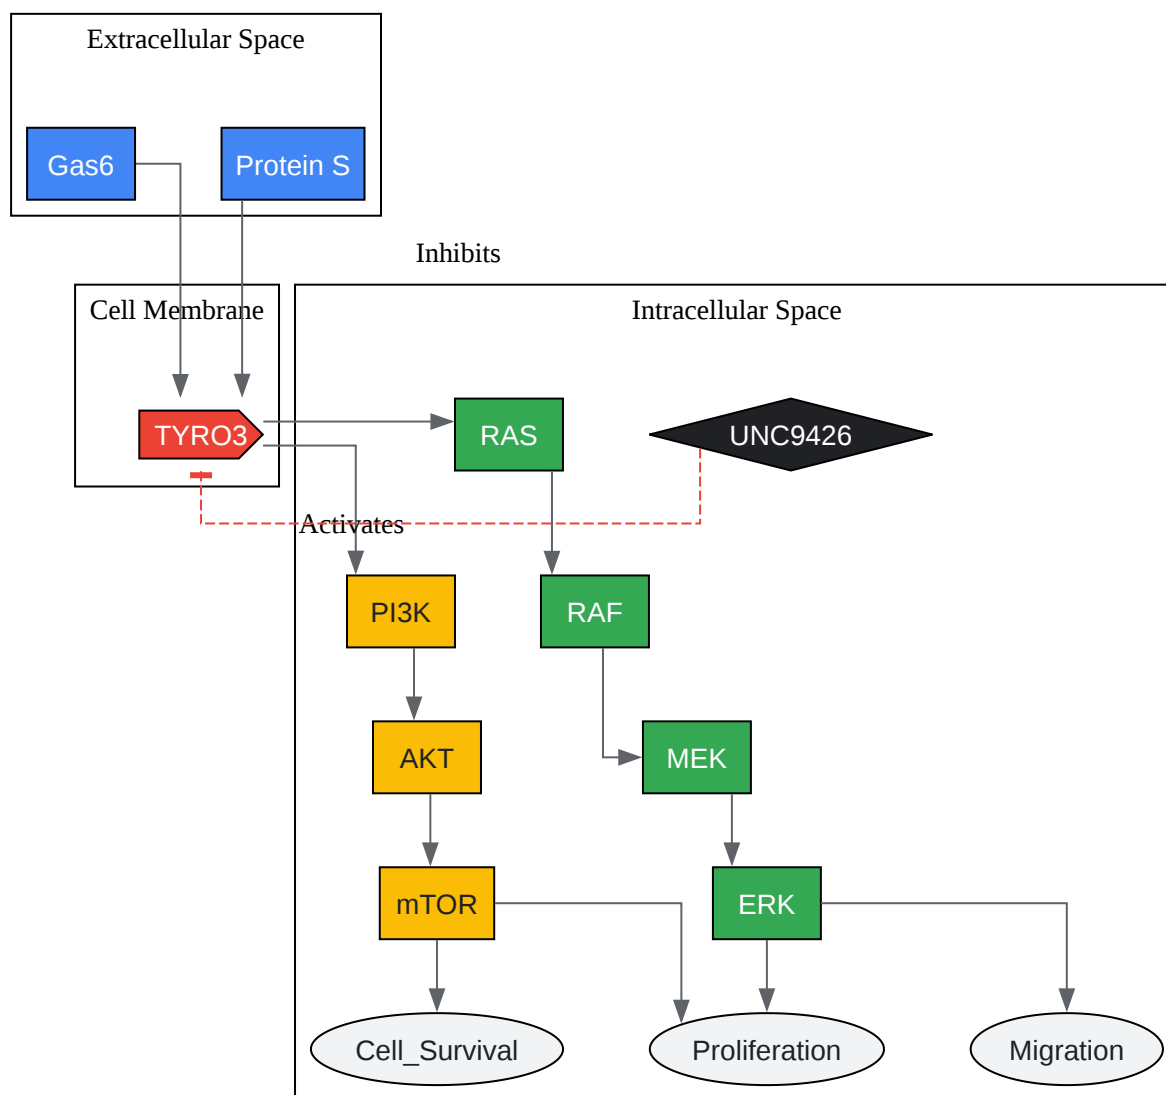 Extracellular Space
Gas6
Protein S
Inhibits
Cell Membrane
Intracellular Space
TYRO3
RAS
UNC9426
Activates
PI3K
RAF
AKT
MEK
mTOR
ERK
Cell_Survival
Proliferation
Migration